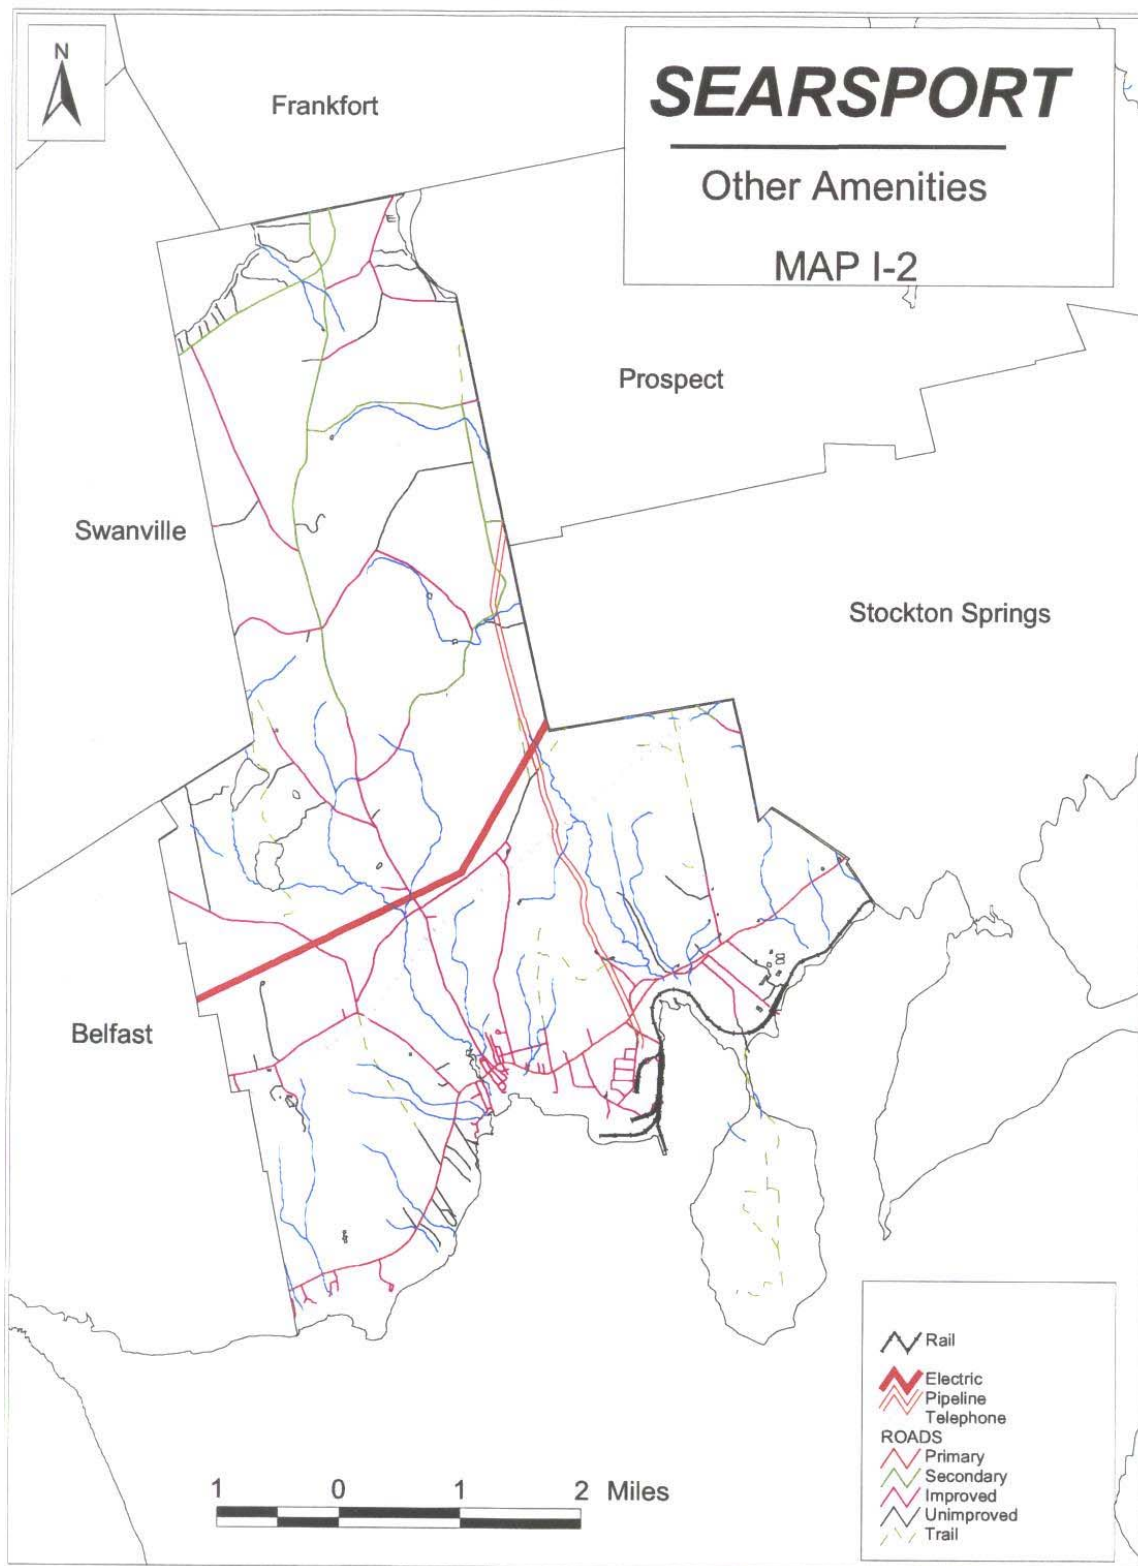 N
Frankfort
SEARSPORT
Other Amenities
MAP I-2
Prospect
Swanville
Stockton Springs
Belfast
Rail
Electric
Pipeline
Telephone
ROADS
Primary
Secondary
Improved
Unimproved
Trail
1 0 1 2 Miles